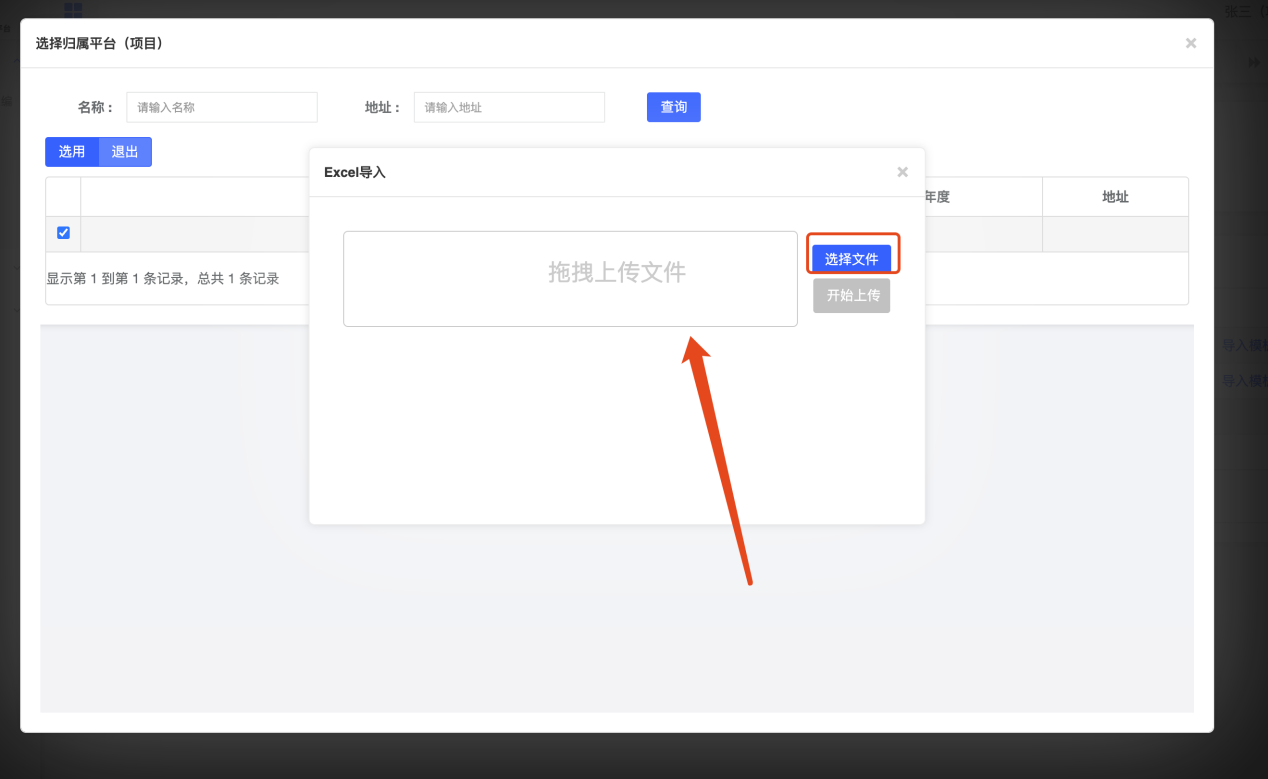 张三
选择归属平台（项目）
名称： 请输入名称 地址： 请输入地址 查询
选用 退出
Excel导入
年度 地址
拖拽上传文件
选择文件
开始上传
显示第 1 到第 1 条记录，总共 1 条记录
导入模
导入模